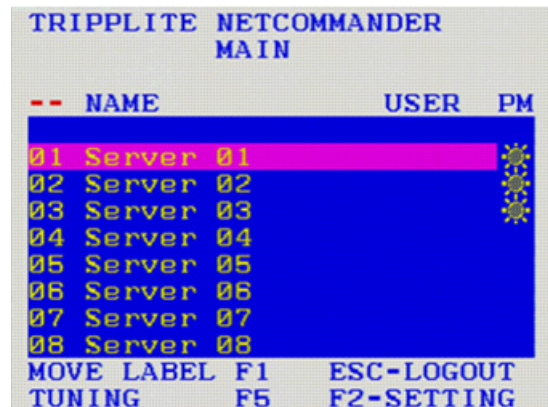 TRIPPLITE NETCOMMANDER
MAIN
-- NAME USER PM
01 Server 01
02 Server 02
03 Server 03
04 Server 04
05 Server 05
06 Server 06
07 Server 07
08 Server 08
MOVE LABEL F1 ESC-LOGOUT
TUNING F5 F2-SETTING